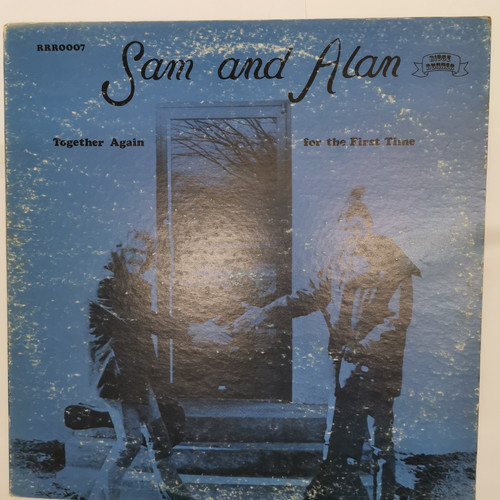 RRR0007
Sam and Alan
Together Again for the First Time